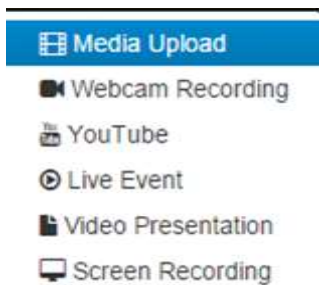 Media Upload
Webcam Recording
YouTube
Live Event
Video Presentation
Screen Recording